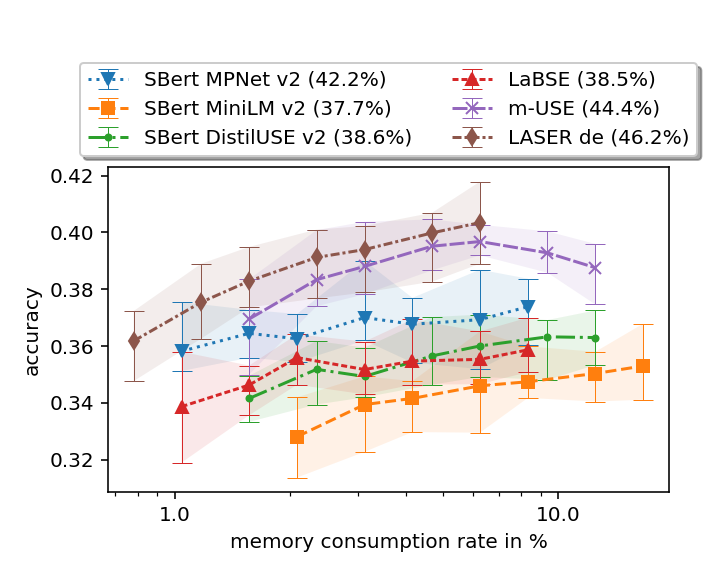 SBert MPNet v2 (42.2%)
SBert MiniLM v2 (37.7%)
SBert DistilUSE v2 (38.6%)
LaBSE (38.5%)
m-USE (44.4%)
LASER de (46.2%)
0.42
0.40
0.38
0.36
0.34
0.32
accuracy
1.0
10.0
memory consumption rate in %